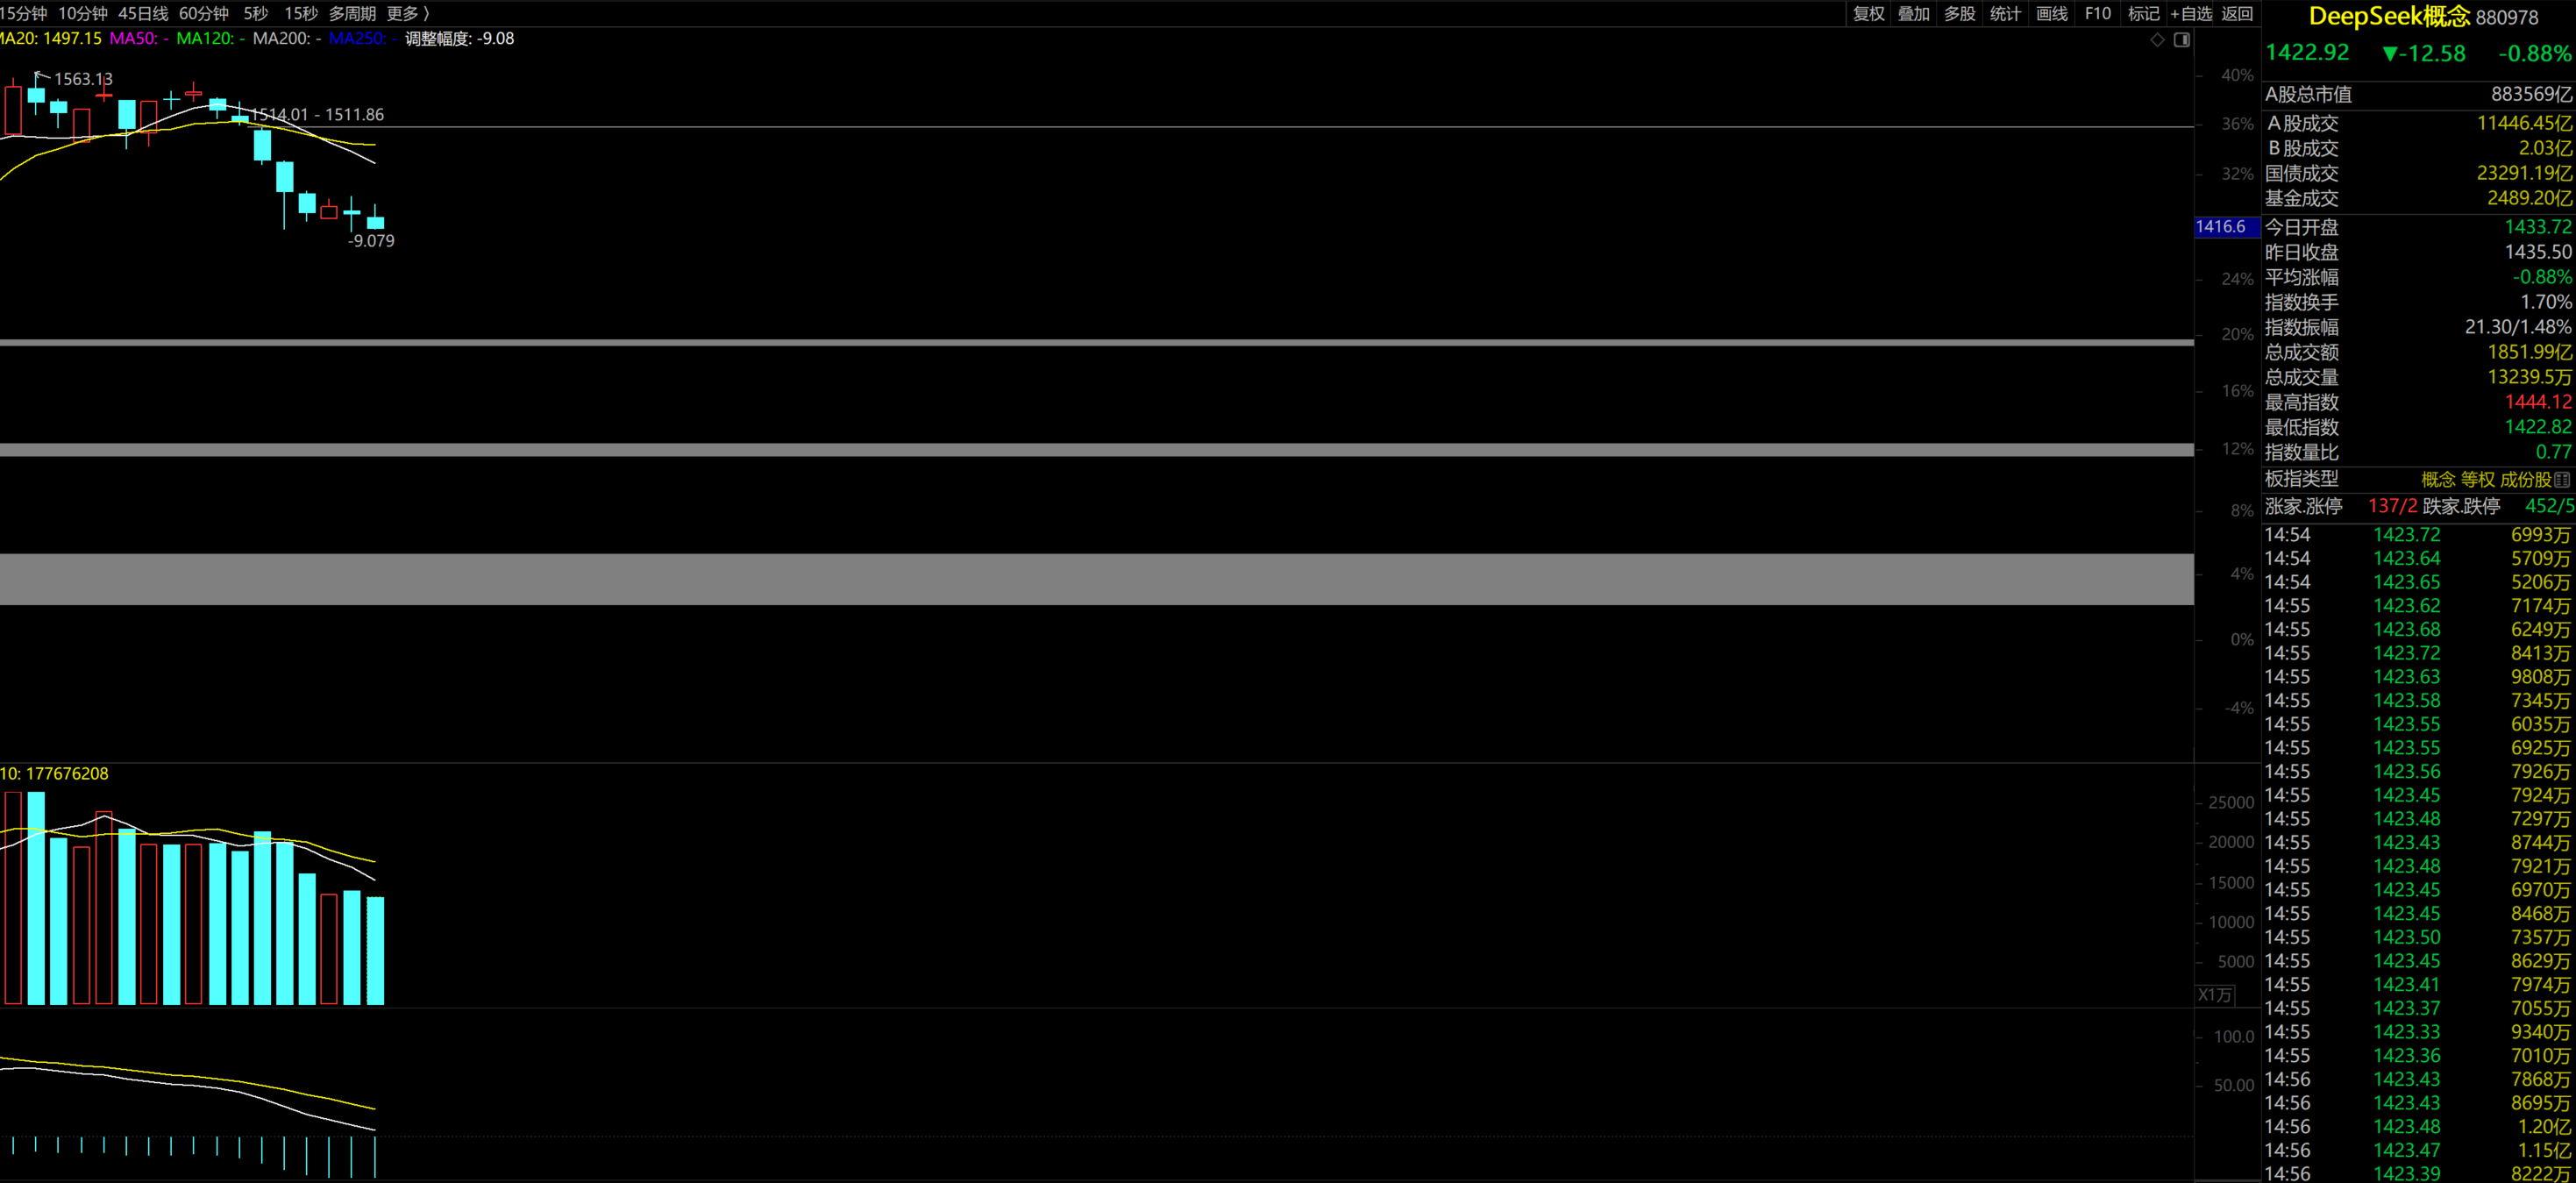 15分钟 10分钟 45日线 60分钟 5秒 15秒 多周期 更多 〉 复权 叠加 多股 统计 画线 F10 标记 +自选 返回
MA20: 1497.15 MA50: - MA120: - MA200: - MA250: - 调整幅度: -9.08
1563.13
1514.01 - 1511.86
-9.079
40%
36%
32%
1416.6
24%
20%
16%
12%
8%
4%
0%
-4%
10: 177676208
25000
20000
15000
10000
5000
X1万
100.0
50.00
DeepSeek概念 880978
1422.92 ▼-12.58 -0.88%
A股总市值 883569亿
A股成交 11446.45亿
B股成交 2.03亿
国债成交 23291.19亿
基金成交 2489.20亿
今日开盘 1433.72
昨日收盘 1435.50
平均涨幅 -0.88%
指数换手 1.70%
指数振幅 21.30/1.48%
总成交额 1851.99亿
总成交量 13239.5万
最高指数 1444.12
最低指数 1422.82
指数量比 0.77
板指类型 概念 等权 成份股
涨家.涨停 137/2 跌家.跌停 452/5
14:54 1423.72 6993万
14:54 1423.64 5709万
14:54 1423.65 5206万
14:55 1423.62 7174万
14:55 1423.68 6249万
14:55 1423.72 8413万
14:55 1423.63 9808万
14:55 1423.58 7345万
14:55 1423.55 6035万
14:55 1423.55 6925万
14:55 1423.56 7926万
14:55 1423.45 7924万
14:55 1423.48 7297万
14:55 1423.43 8744万
14:55 1423.48 7921万
14:55 1423.45 6970万
14:55 1423.45 8468万
14:55 1423.50 7357万
14:55 1423.45 8629万
14:55 1423.41 7974万
14:55 1423.37 7055万
14:55 1423.33 9340万
14:55 1423.36 7010万
14:56 1423.43 7868万
14:56 1423.43 8695万
14:56 1423.48 1.20亿
14:56 1423.47 1.15亿
14:56 1423.39 8222万